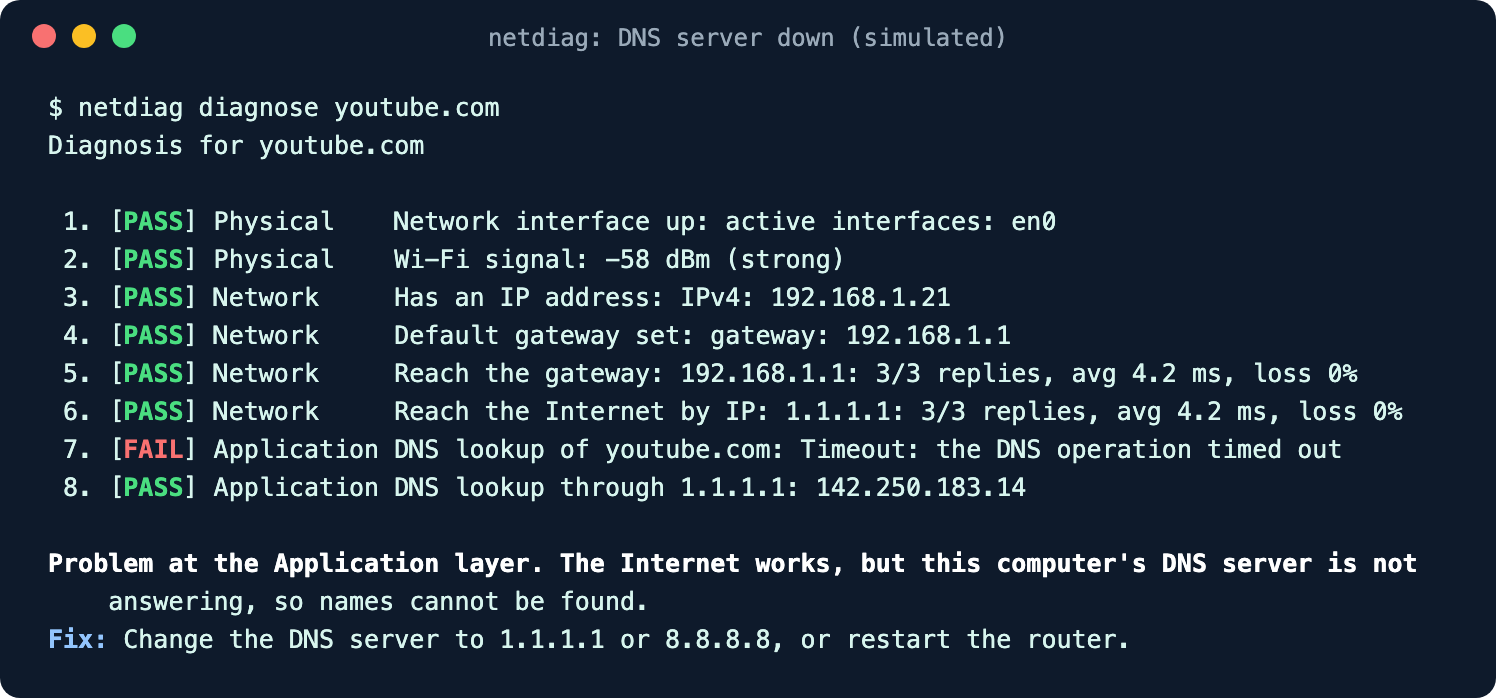 netdiag: DNS server down (simulated)
$ netdiag diagnose youtube.com
Diagnosis for youtube.com
1. [PASS] Physical    Network interface up: active interfaces: en0
2. [PASS] Physical    Wi-Fi signal: -58 dBm (strong)
3. [PASS] Network     Has an IP address: IPv4: 192.168.1.21
4. [PASS] Network     Default gateway set: gateway: 192.168.1.1
5. [PASS] Network     Reach the gateway: 192.168.1.1: 3/3 replies, avg 4.2 ms, loss 0%
6. [PASS] Network     Reach the Internet by IP: 1.1.1.1: 3/3 replies, avg 4.2 ms, loss 0%
7. [FAIL] Application DNS lookup of youtube.com: Timeout: the DNS operation timed out
8. [PASS] Application DNS lookup through 1.1.1.1: 142.250.183.14
Problem at the Application layer. The Internet works, but this computer's DNS server is not
answering, so names cannot be found.
Fix: Change the DNS server to 1.1.1.1 or 8.8.8.8, or restart the router.